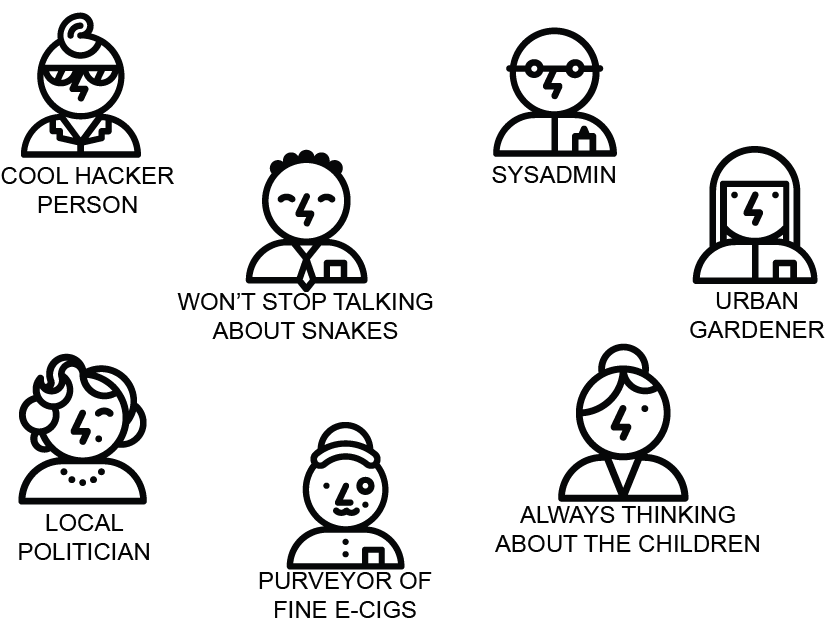 COOL HACKER
PERSON
SYSADMIN
WON'T STOP TALKING
ABOUT SNAKES
URBAN
GARDENER
LOCAL
POLITICIAN
PURVEYOR OF
FINE E-CIGS
ALWAYS THINKING
ABOUT THE CHILDREN